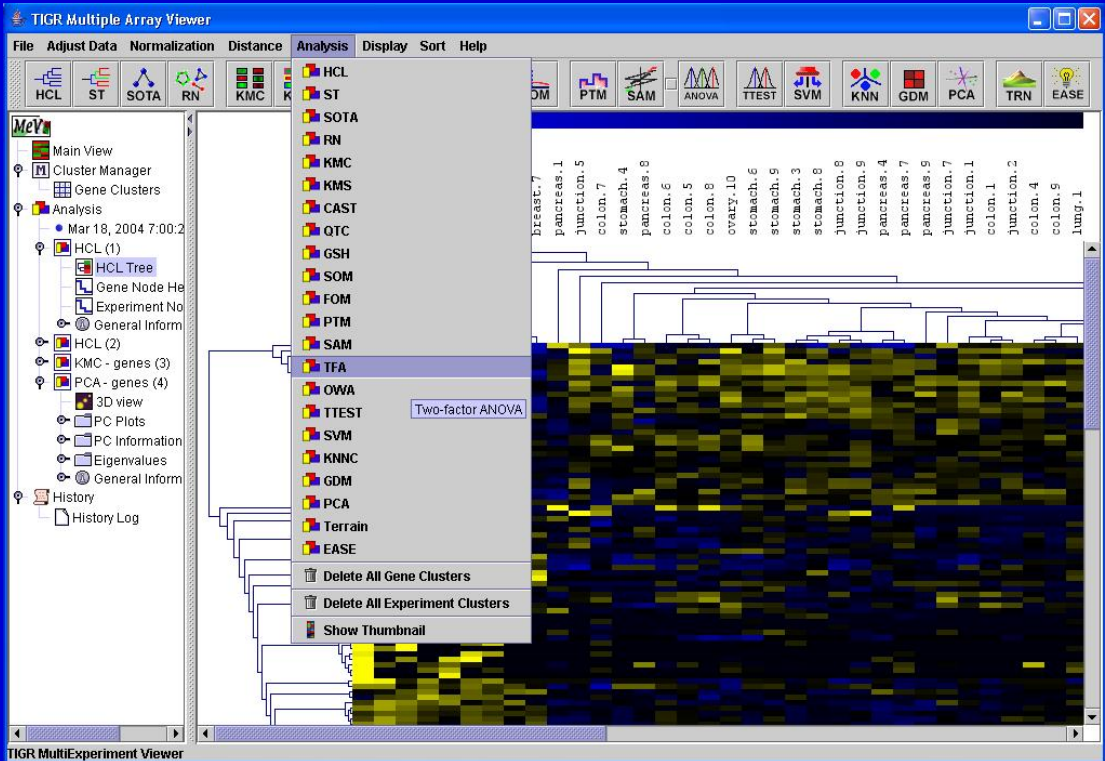 TIGR Multiple Array Viewer
File Adjust Data Normalization Distance Analysis Display Sort Help
HCL ST SOTA RN KMC OM PTM SAM ANOVA TTEST SVM KNN GDM PCA TRN EASE
MeV
Main View
Cluster Manager
Gene Clusters
Analysis
Mar 18, 2004 7:00:2
HCL (1)
HCL Tree
Gene Node He
Experiment No
General Inform
HCL (2)
KMC - genes (3)
PCA - genes (4)
3D view
PC Plots
PC Information
Eigenvalues
General Inform
History
History Log
HCL
ST
SOTA
RN
KMC
KMS
CAST
QTC
GSH
SOM
FOM
PTM
SAM
TFA
OWA
TTEST
SVM
KNNC
GDM
PCA
Terrain
EASE
Delete All Gene Clusters
Delete All Experiment Clusters
Show Thumbnail
Two-factor ANOVA
breast.7
pancreas.1
junction.5
colon.7
stomach.4
pancreas.8
colon.6
colon.5
colon.8
ovary.10
stomach.6
stomach.9
stomach.3
stomach.8
junction.8
junction.9
pancreas.4
pancreas.7
pancreas.9
junction.7
junction.1
colon.1
junction.2
colon.4
colon.9
lung.1
TIGR MultiExperiment Viewer